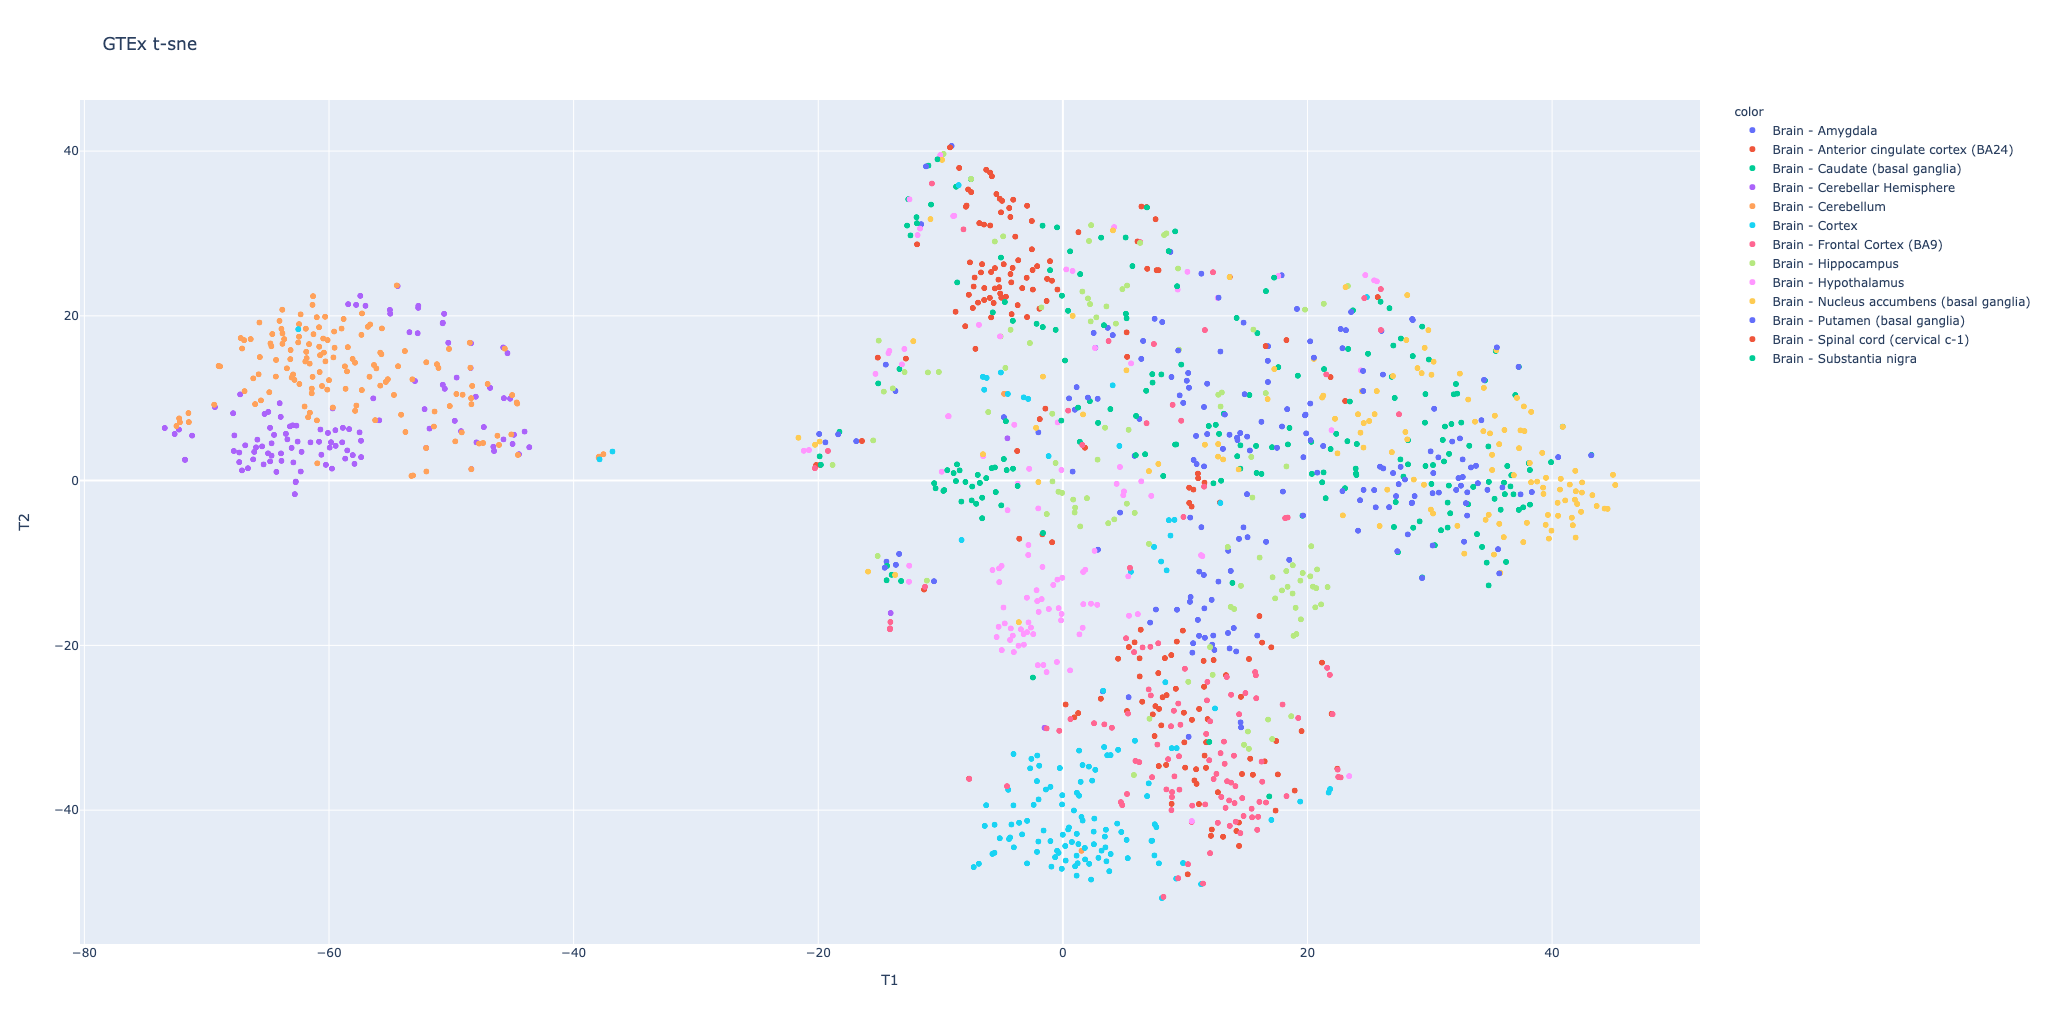 GTEx t-sne
color
Brain - Amygdala
Brain - Anterior cingulate cortex (BA24)
Brain - Caudate (basal ganglia)
Brain - Cerebellar Hemisphere
Brain - Cerebellum
Brain - Cortex
Brain - Frontal Cortex (BA9)
Brain - Hippocampus
Brain - Hypothalamus
Brain - Nucleus accumbens (basal ganglia)
Brain - Putamen (basal ganglia)
Brain - Spinal cord (cervical c-1)
Brain - Substantia nigra
40
20
0
−20
−40
T2
−80
−60
−40
−20
0
20
40
T1